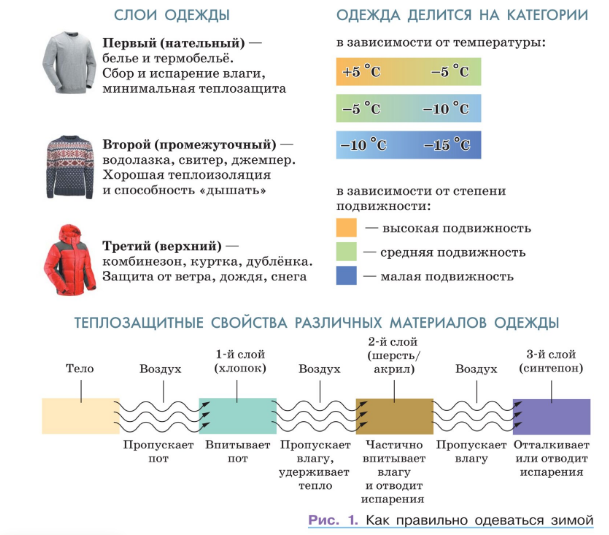 СЛОИ ОДЕЖДЫ
Первый (нательный) —
белье и термобельё.
Сбор и испарение влаги,
минимальная теплозащита
Второй (промежуточный) —
водолазка, свитер, джемпер.
Хорошая теплоизоляция
и способность «дышать»
Третий (верхний) —
комбинезон, куртка, дублёнка.
Защита от ветра, дождя, снега
ОДЕЖДА ДЕЛИТСЯ НА КАТЕГОРИИ
в зависимости от температуры:
+5 °С −5 °С
−5 °С −10 °С
−10 °С −15 °С
в зависимости от степени
подвижности:
— высокая подвижность
— средняя подвижность
— малая подвижность
ТЕПЛОЗАЩИТНЫЕ СВОЙСТВА РАЗЛИЧНЫХ МАТЕРИАЛОВ ОДЕЖДЫ
Тело
Воздух
1-й слой
(хлопок)
Воздух
2-й слой
(шерсть/
акрил)
Воздух
3-й слой
(синтепон)
Пропускает
пот
Впитывает
пот
Пропускает
влагу,
удерживает
тепло
Частично
впитывает
влагу
и отводит
испарения
Пропускает
влагу
Отталкивает
или отводит
испарения
Рис. 1. Как правильно одеваться зимой